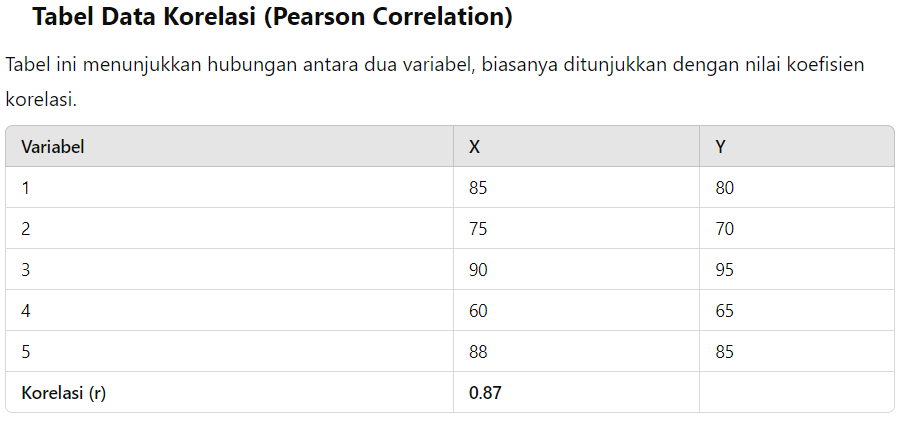 Tabel Data Korelasi (Pearson Correlation)
Tabel ini menunjukkan hubungan antara dua variabel, biasanya ditunjukkan dengan nilai koefisien
korelasi.
Variabel X Y
1 85 80
2 75 70
3 90 95
4 60 65
5 88 85
Korelasi (r) 0.87